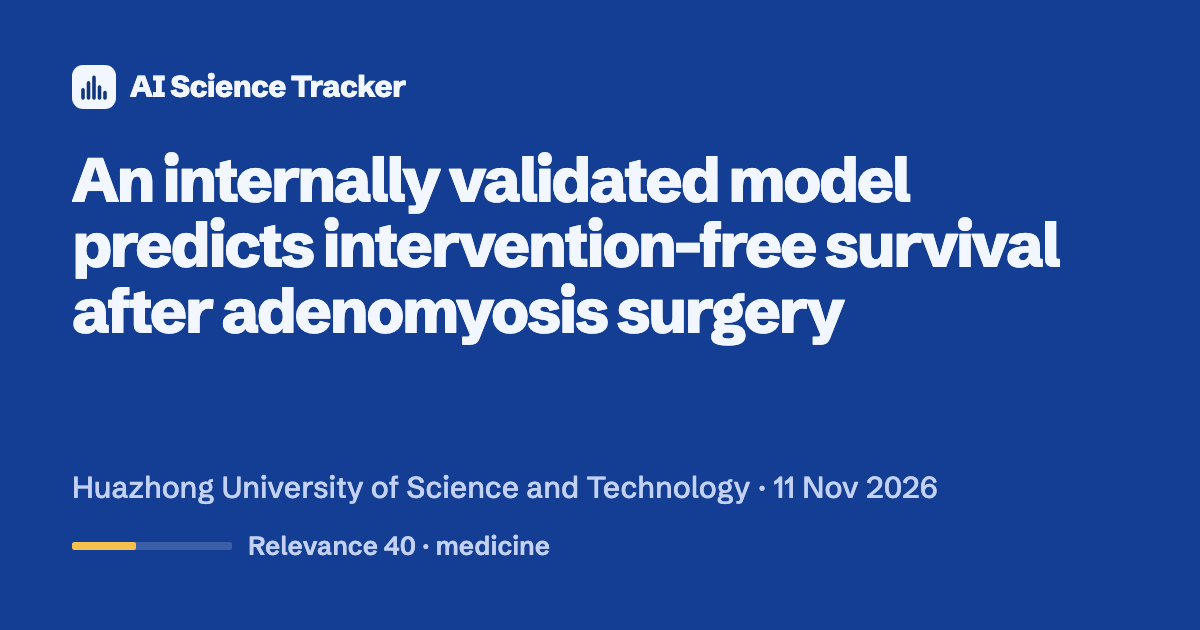 AI Science Tracker
An internally validated model
predicts intervention-free survival
after adenomyosis surgery
Huazhong University of Science and Technology · 11 Nov 2026
Relevance 40 · medicine